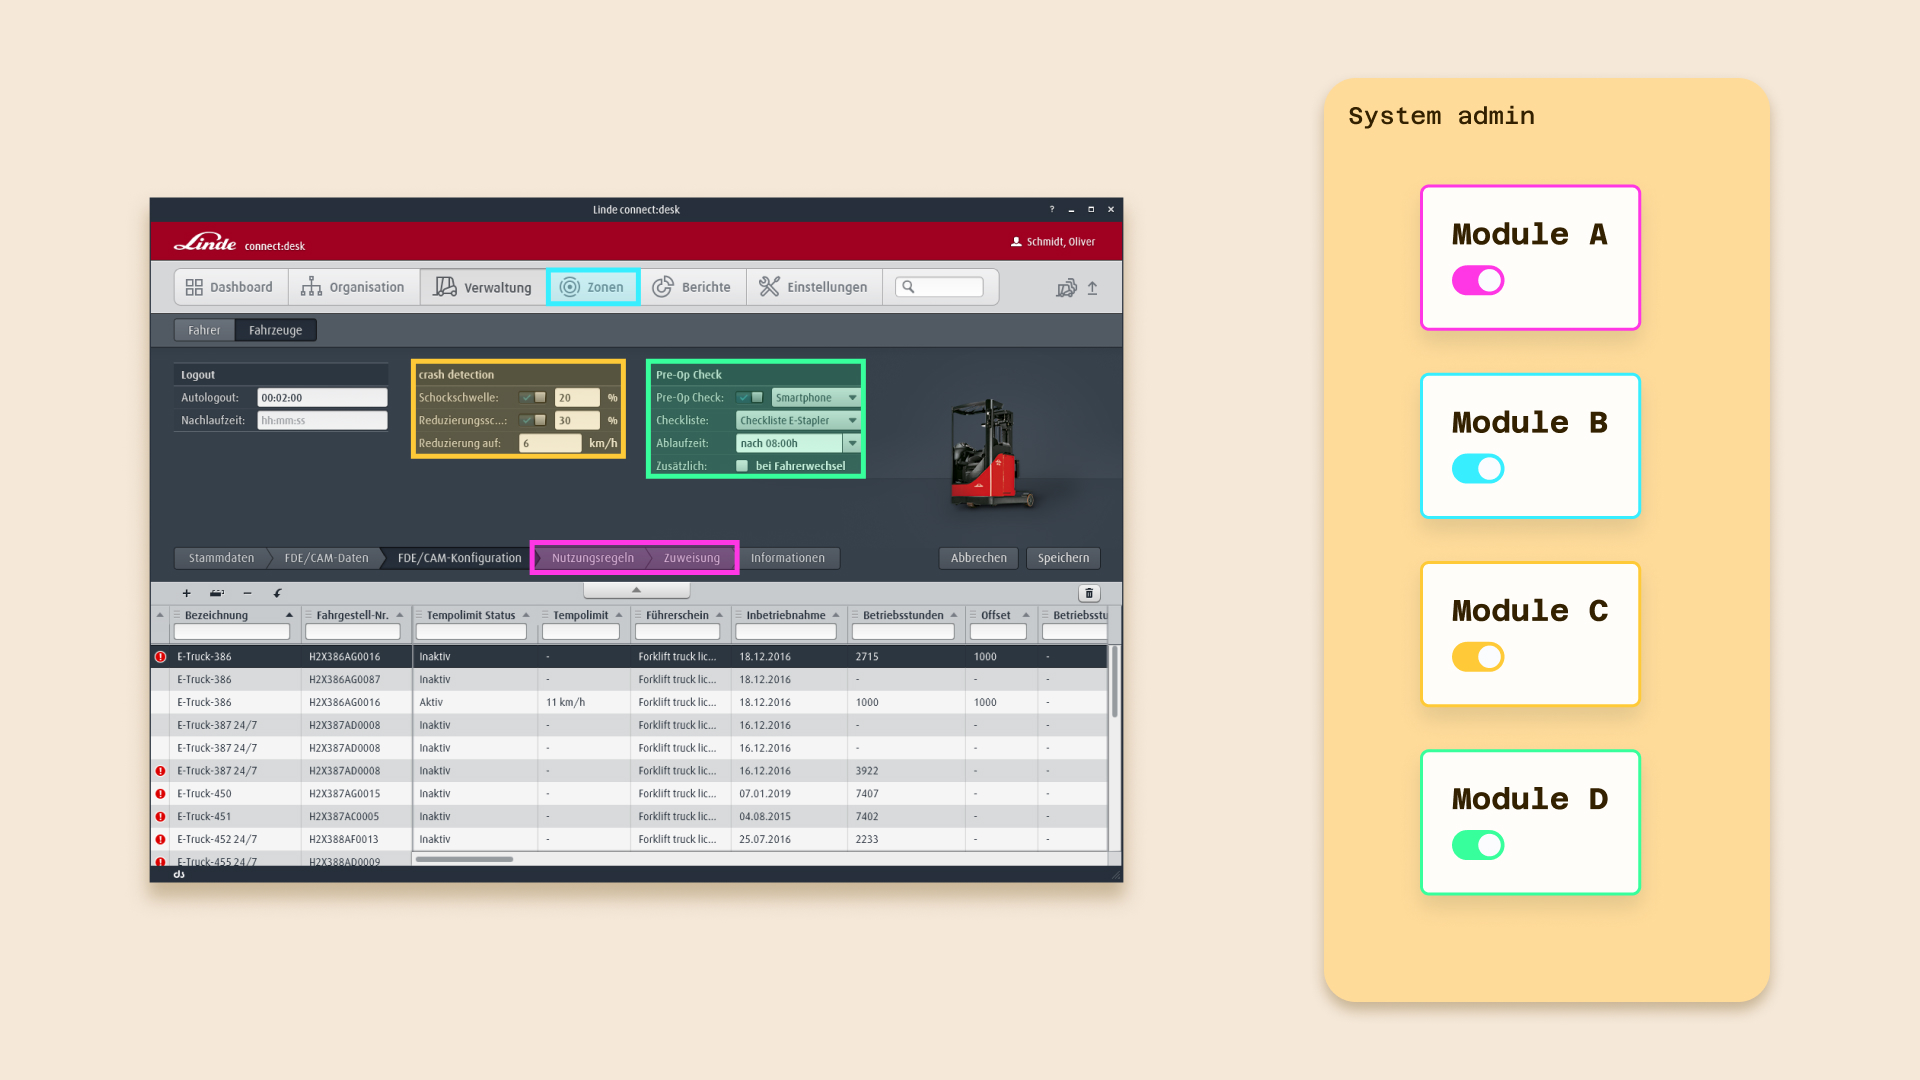 Linde connect:desk
?
Linde connect:desk
Schmidt, Oliver
Dashboard Organisation Verwaltung Zonen Berichte Einstellungen
Fahrer Fahrzeuge
Logout
Autologout: 00:02:00
Nachlaufzeit: hh:mm:ss
crash detection
Schockschwelle: 20 %
Reduzierungssc...: 30 %
Reduzierung auf: 6 km/h
Pre-Op Check
Pre-Op Check: Smartphone
Checkliste: Checkliste E-Stapler
Ablaufzeit: nach 08:00h
Zusätzlich: bei Fahrerwechsel
Stammdaten FDE/CAM-Daten FDE/CAM-Konfiguration Nutzungsregeln Zuweisung Informationen Abbrechen Speichern
Bezeichnung Fahrgestell-Nr. Tempolimit Status Tempolimit Führerschein Inbetriebnahme Betriebsstunden Offset Betriebsstu
E-Truck-386 H2X386AG0016 Inaktiv - Forklift truck lic... 18.12.2016 2715 1000 -
E-Truck-386 H2X386AG0087 Inaktiv - Forklift truck lic... 18.12.2016 - - -
E-Truck-386 H2X386AG0016 Aktiv 11 km/h Forklift truck lic... 18.12.2016 1000 1000 -
E-Truck-387 24/7 H2X387AD0008 Inaktiv - Forklift truck lic... 16.12.2016 - - -
E-Truck-387 24/7 H2X387AD0008 Inaktiv - Forklift truck lic... 16.12.2016 - - -
E-Truck-387 24/7 H2X387AD0008 Inaktiv - Forklift truck lic... 16.12.2016 3922 - -
E-Truck-450 H2X387AG0015 Inaktiv - Forklift truck lic... 07.01.2019 7407 - -
E-Truck-451 H2X387AC0005 Inaktiv - Forklift truck lic... 04.08.2015 7402 - -
E-Truck-452 24/7 H2X388AF0013 Inaktiv - Forklift truck lic... 25.07.2016 2233 - -
E-Truck-455 24/7 H2X388AD0009
System admin
Module A
Module B
Module C
Module D